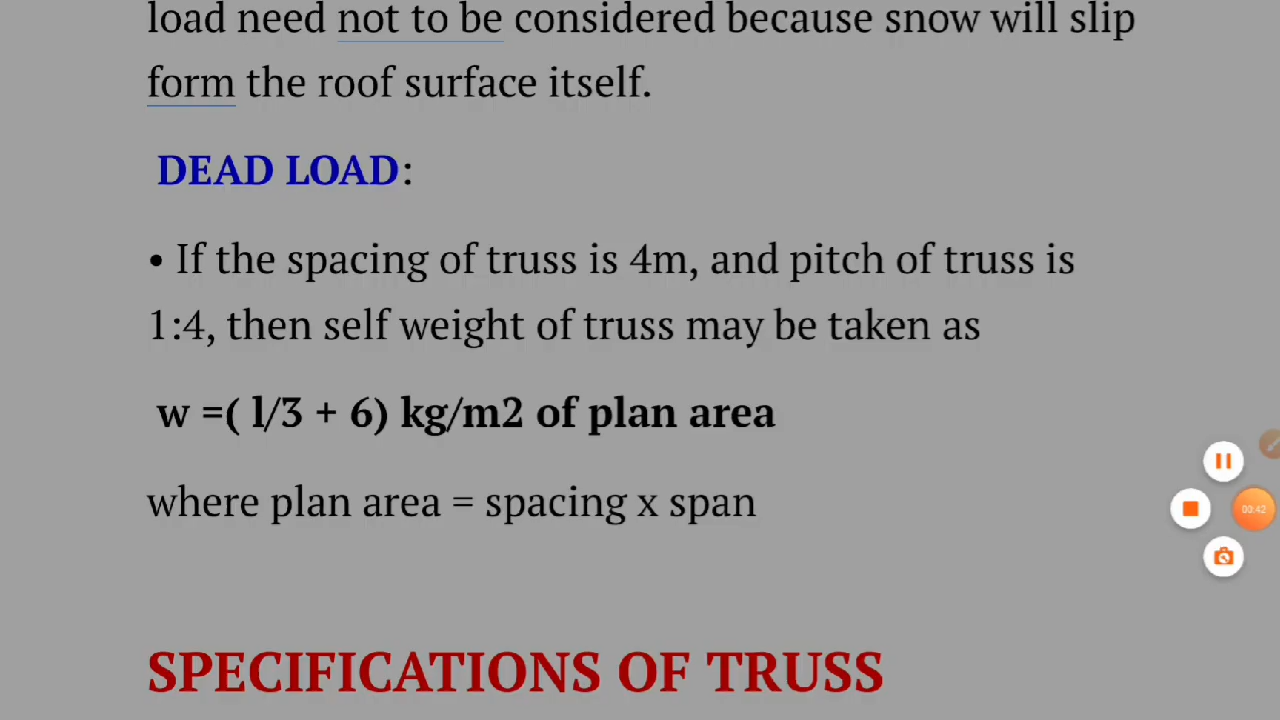 load need not to be considered because snow will slip
form the roof surface itself.
DEAD LOAD:
• If the spacing of truss is 4m, and pitch of truss is
1:4, then self weight of truss may be taken as
w =( l/3 + 6) kg/m2 of plan area
where plan area = spacing x span
00:42
SPECIFICATIONS OF TRUSS